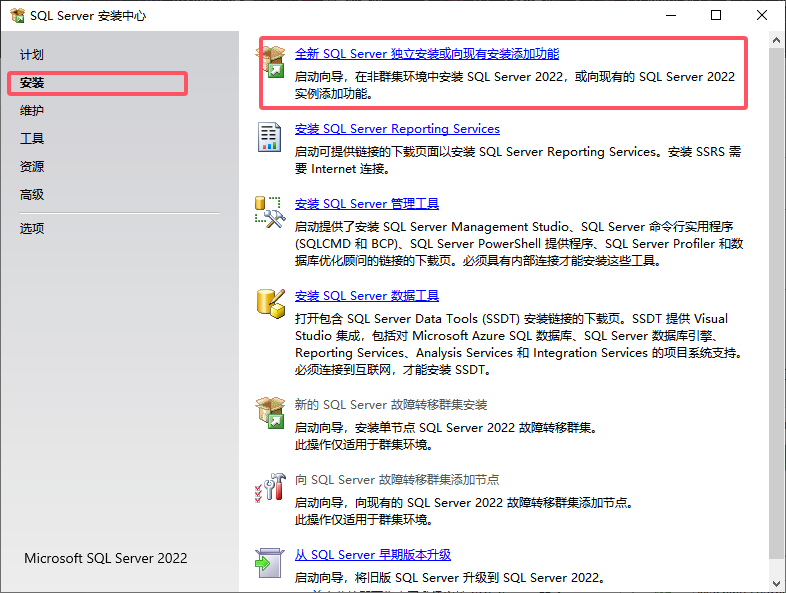 SQL Server 安装中心
计划
安装
维护
工具
资源
高级
选项
Microsoft SQL Server 2022
全新 SQL Server 独立安装或向现有安装添加功能
启动向导，在非群集环境中安装 SQL Server 2022，或向现有的 SQL Server 2022
实例添加功能。
安装 SQL Server Reporting Services
启动可提供链接的下载页面以安装 SQL Server Reporting Services。安装 SSRS 需
要 Internet 连接。
安装 SQL Server 管理工具
启动提供了安装 SQL Server Management Studio、SQL Server 命令行实用程序
(SQLCMD 和 BCP)、SQL Server PowerShell 提供程序、SQL Server Profiler 和数
据库优化顾问的链接的下载页。必须具有内部连接才能安装这些工具。
安装 SQL Server 数据工具
打开包含 SQL Server Data Tools (SSDT) 安装链接的下载页。SSDT 提供 Visual
Studio 集成，包括对 Microsoft Azure SQL 数据库、SQL Server 数据库引擎、
Reporting Services、Analysis Services 和 Integration Services 的项目系统支持。
必须连接到互联网，才能安装 SSDT。
新的 SQL Server 故障转移群集安装
启动向导，安装单节点 SQL Server 2022 故障转移群集。
此操作仅适用于群集环境。
向 SQL Server 故障转移群集添加节点
启动向导，向现有的 SQL Server 2022 故障转移群集添加节点。
此操作仅适用于群集环境。
从 SQL Server 早期版本升级
启动向导，将旧版 SQL Server 升级到 SQL Server 2022。